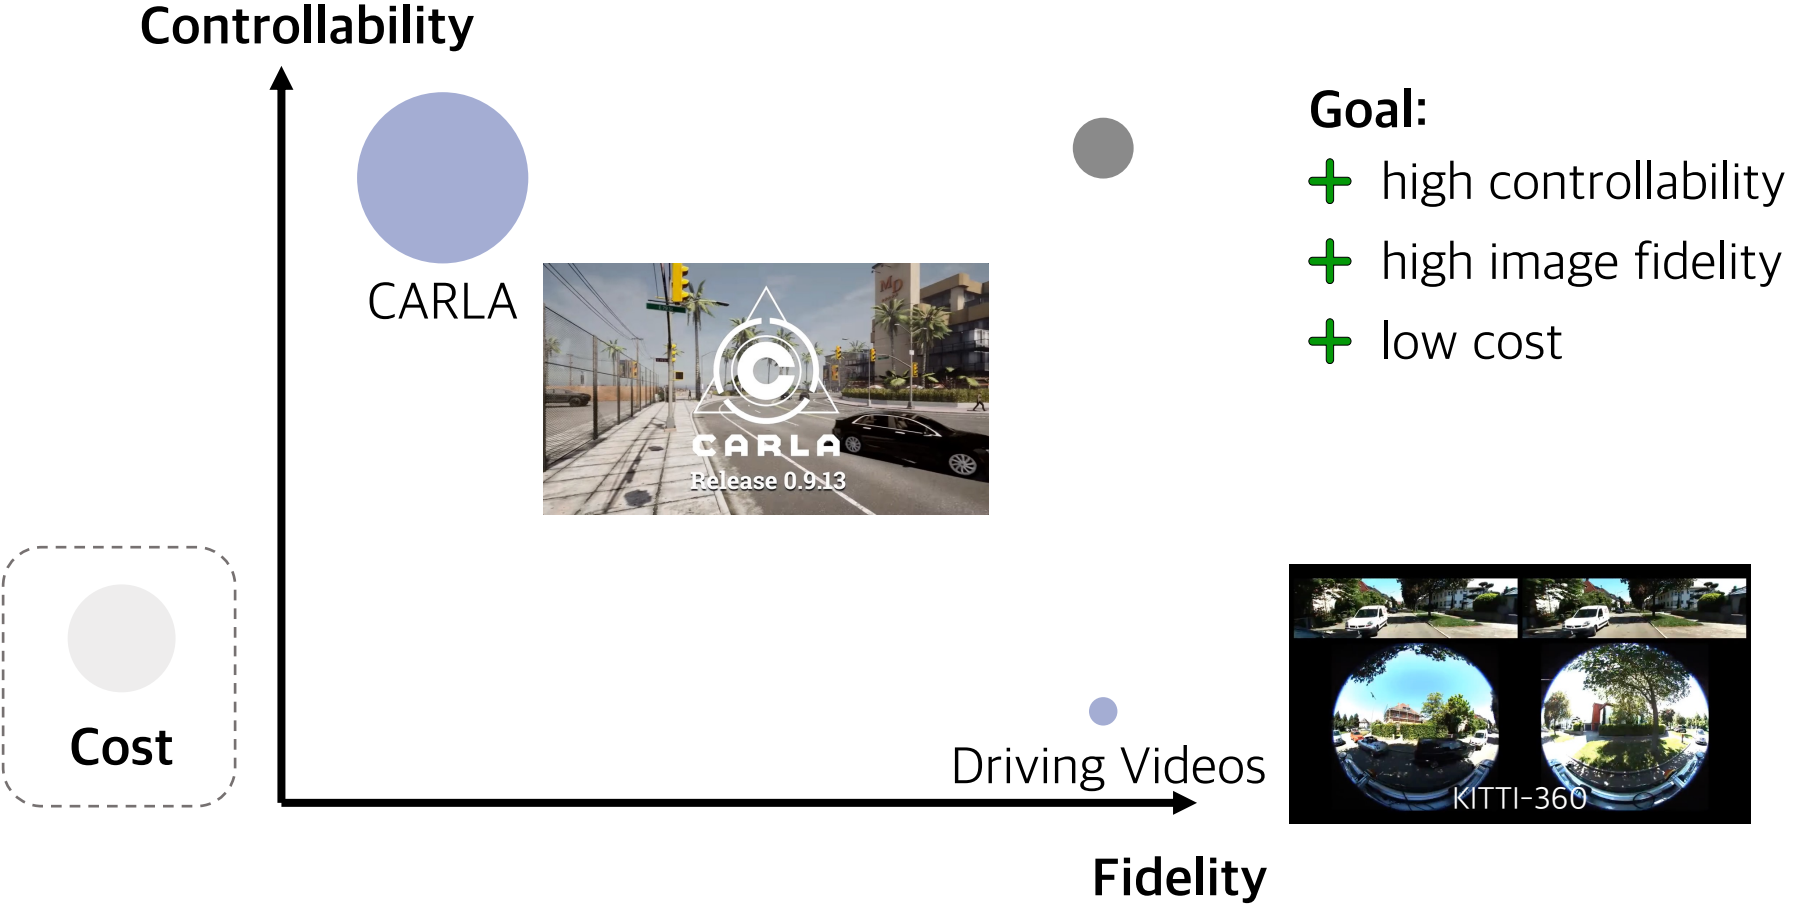 Controllability
Goal:
high controllability
high image fidelity
low cost
CARLA
MD
CARLA
Release 0.9.13
Cost
Driving Videos
KITTI-360
Fidelity